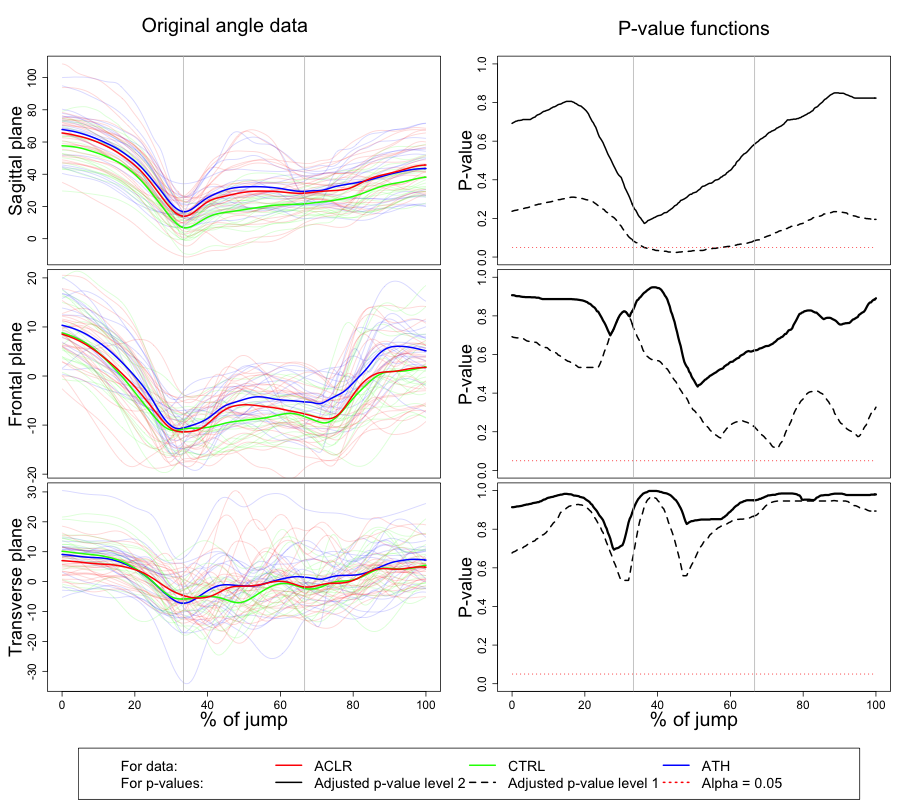 Original angle data
P-value functions
Sagittal plane
0 20 40 60 80 100
P-value
0.0 0.2 0.4 0.6 0.8 1.0
Frontal plane
-20 -10 0 10 20
P-value
0.0 0.2 0.4 0.6 0.8 1.0
Transverse plane
-30 -20 -10 0 10 20 30
P-value
0.0 0.2 0.4 0.6 0.8 1.0
0 20 40 60 80 100
% of jump
0 20 40 60 80 100
% of jump
For data: ACLR CTRL ATH
For p-values: Adjusted p-value level 2 Adjusted p-value level 1 Alpha = 0.05